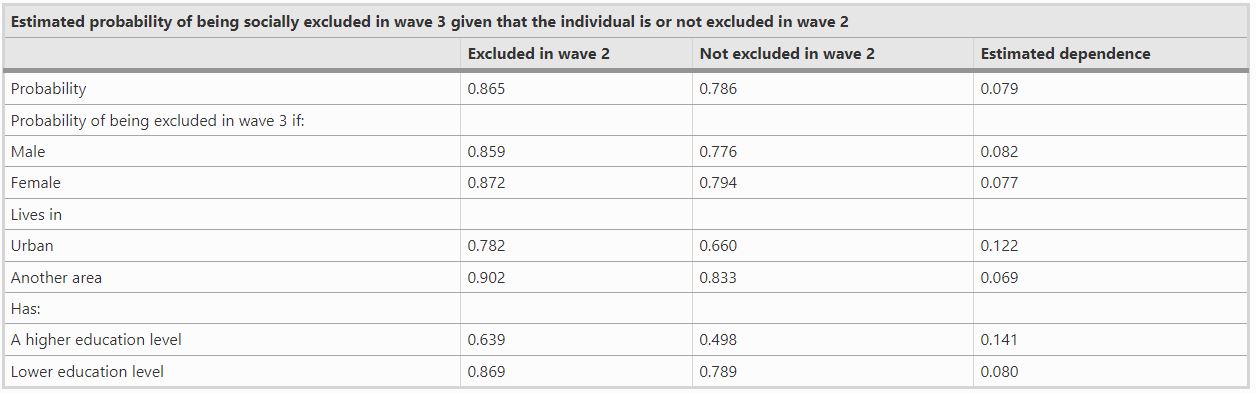 Estimated probability of being socially excluded in wave 3 given that the individual is or not excluded in wave 2
Excluded in wave 2 Not excluded in wave 2 Estimated dependence
Probability 0.865 0.786 0.079
Probability of being excluded in wave 3 if:
Male 0.859 0.776 0.082
Female 0.872 0.794 0.077
Lives in
Urban 0.782 0.660 0.122
Another area 0.902 0.833 0.069
Has:
A higher education level 0.639 0.498 0.141
Lower education level 0.869 0.789 0.080